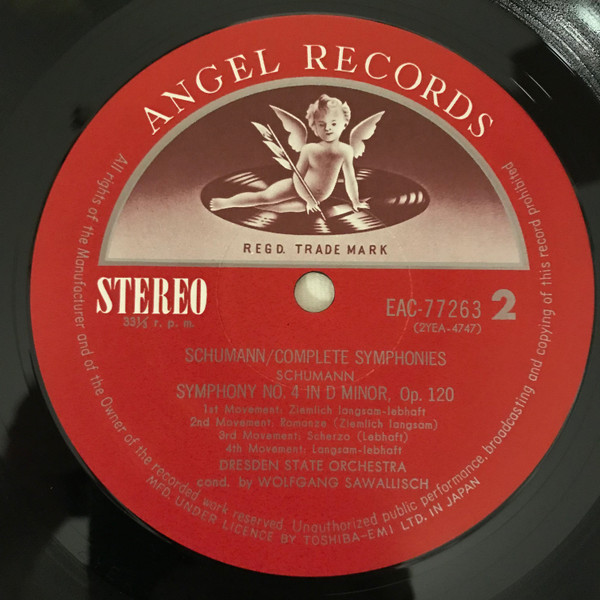 ANGEL RECORDS
REGD. TRADE MARK
STEREO
33⅓ r. p. m.
EAC-77263 2
(2YEA-4747)
SCHUMANN/COMPLETE SYMPHONIES
SCHUMANN
SYMPHONY NO. 4 IN D MINOR, Op. 120
1st Movement: Ziemlich langsam-lebhaft
2nd Movement: Romanze (Ziemlich langsam)
3rd Movement: Scherzo (Lebhaft)
4th Movement: Langsam-lebhaft
DRESDEN STATE ORCHESTRA
cond. by WOLFGANG SAWALLISCH
All rights of the Manufacturer and of the Owner of the recorded work reserved. Unauthorized public performance, broadcasting and copying of this record prohibited
MFD. UNDER LICENCE BY TOSHIBA-EMI LTD. IN JAPAN